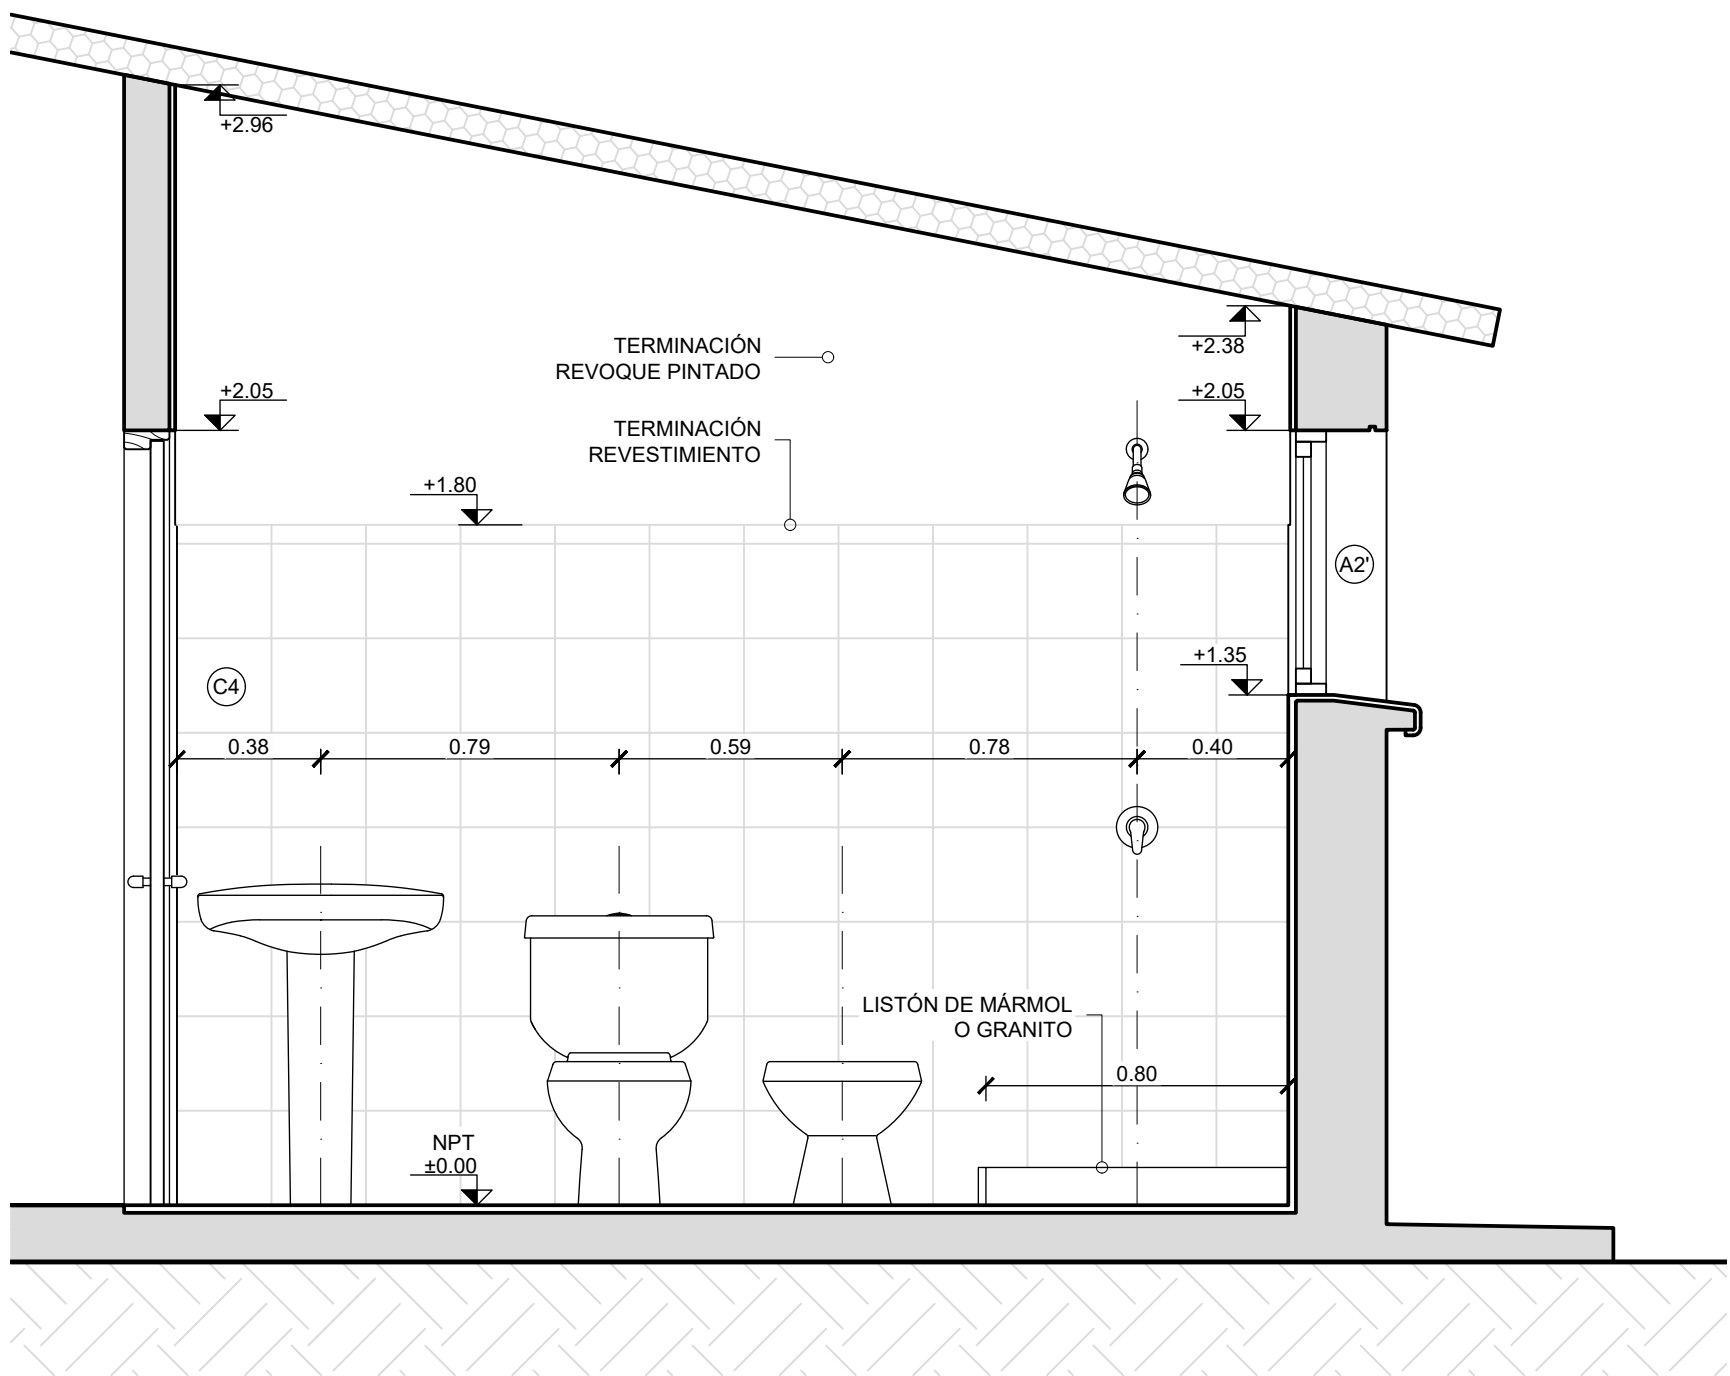 +2.96
TERMINACIÓN
REVOQUE PINTADO
+2.38
+2.05
+2.05
TERMINACIÓN
REVESTIMIENTO
+1.80
A2'
+1.35
C4
0.38
0.79
0.59
0.78
0.40
LISTÓN DE MÁRMOL
O GRANITO
0.80
NPT
±0.00